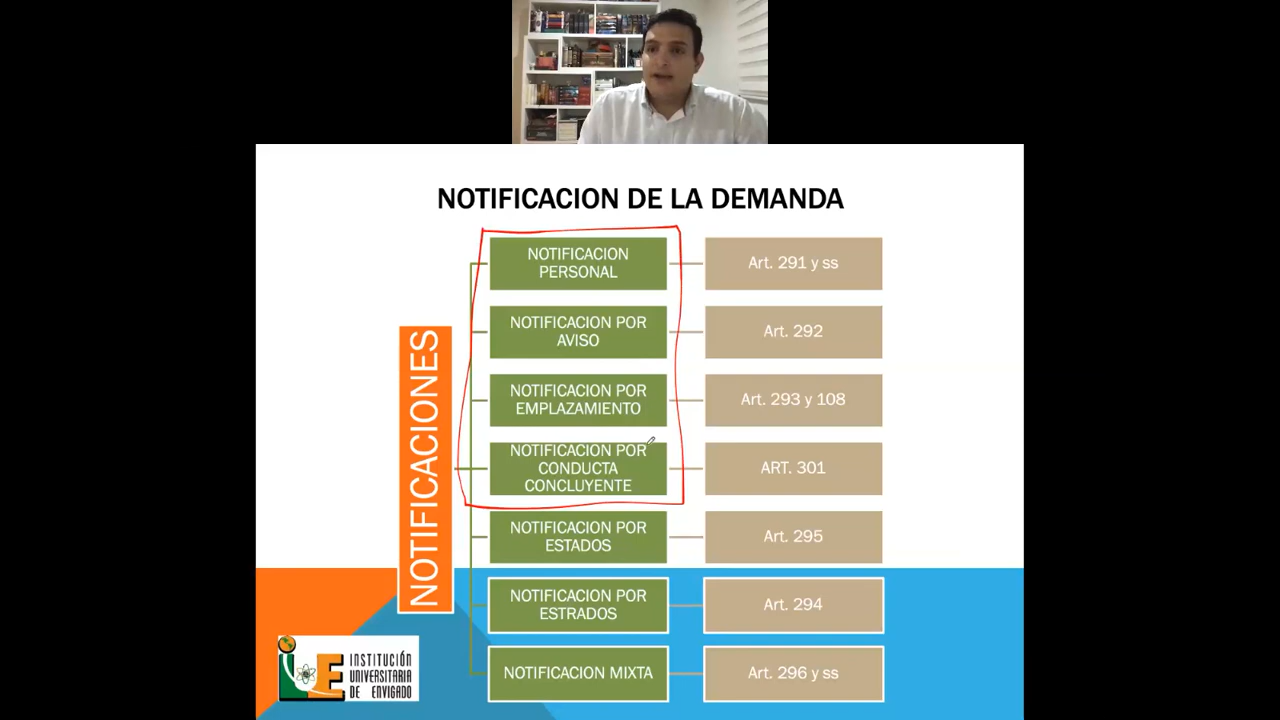 NOTIFICACION DE LA DEMANDA
NOTIFICACIONES
NOTIFICACION
PERSONAL
Art. 291 y ss
NOTIFICACION POR
AVISO
Art. 292
NOTIFICACION POR
EMPLAZAMIENTO
Art. 293 y 108
NOTIFICACION POR
CONDUCTA
CONCLUYENTE
ART. 301
NOTIFICACION POR
ESTADOS
Art. 295
NOTIFICACION POR
ESTRADOS
Art. 294
NOTIFICACION MIXTA
Art. 296 y ss
INSTITUCIÓN
UNIVERSITARIA
DE ENVIGADO